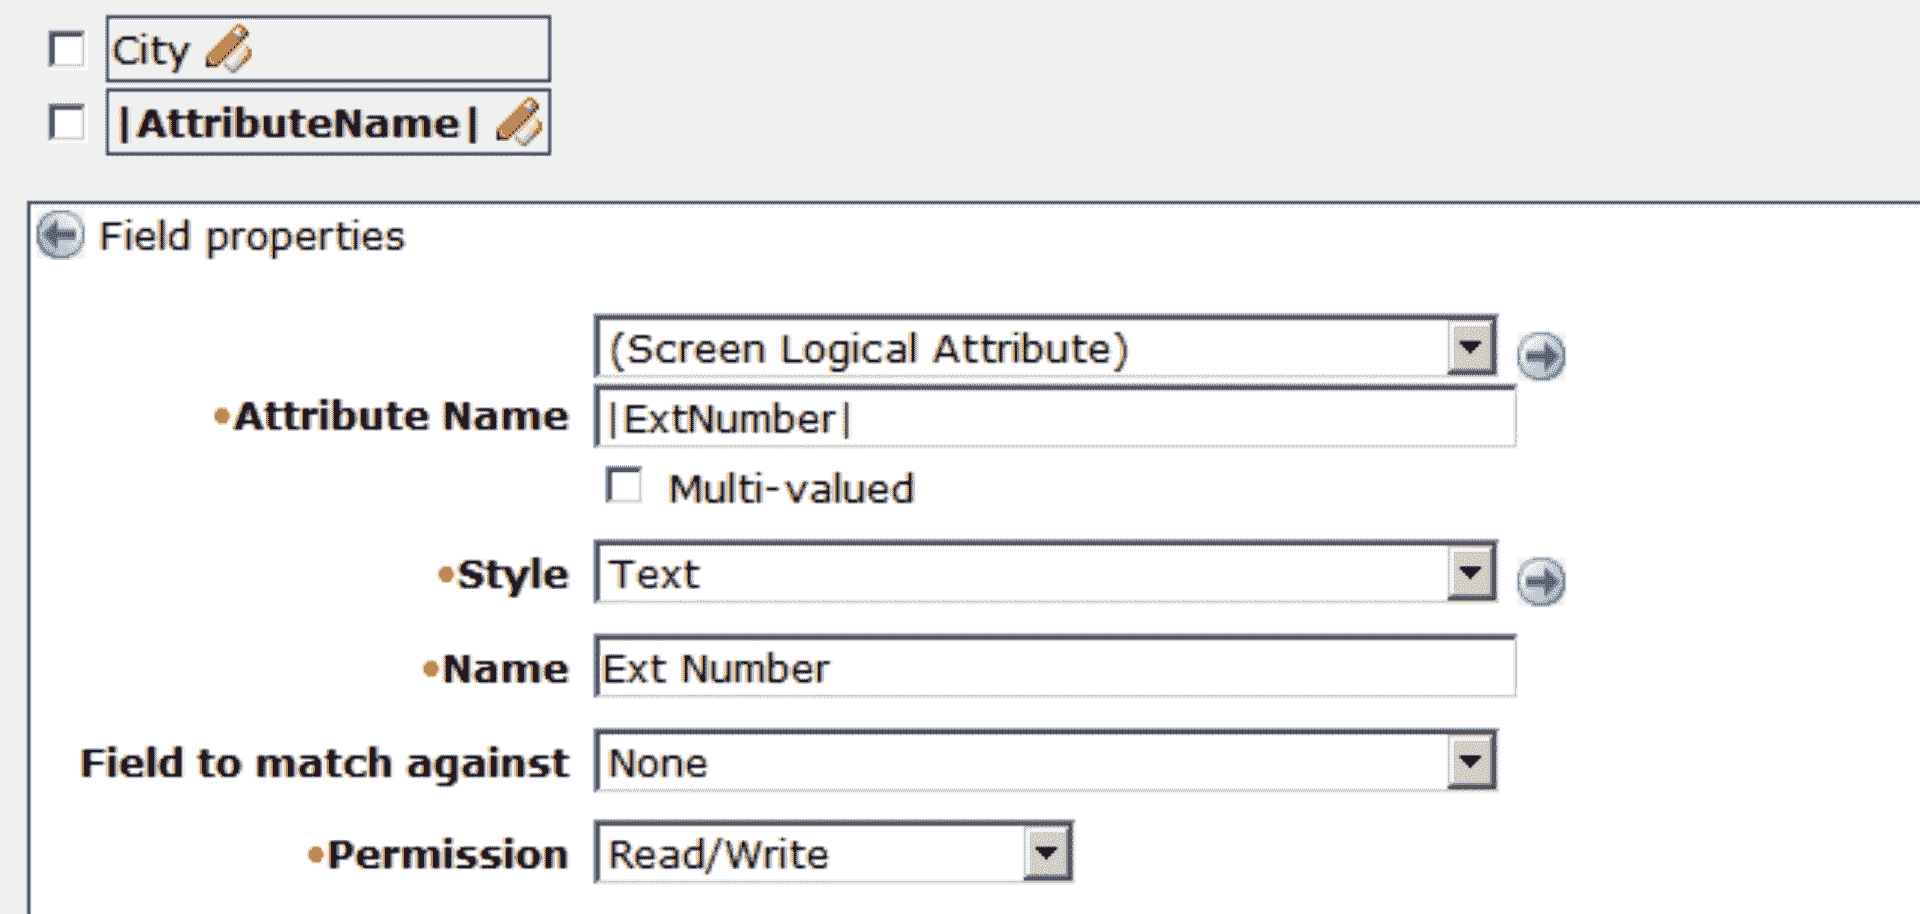 City
|AttributeName|
Field properties
(Screen Logical Attribute)
•Attribute Name |ExtNumber|
Multi-valued
•Style Text
•Name Ext Number
Field to match against None
•Permission Read/Write